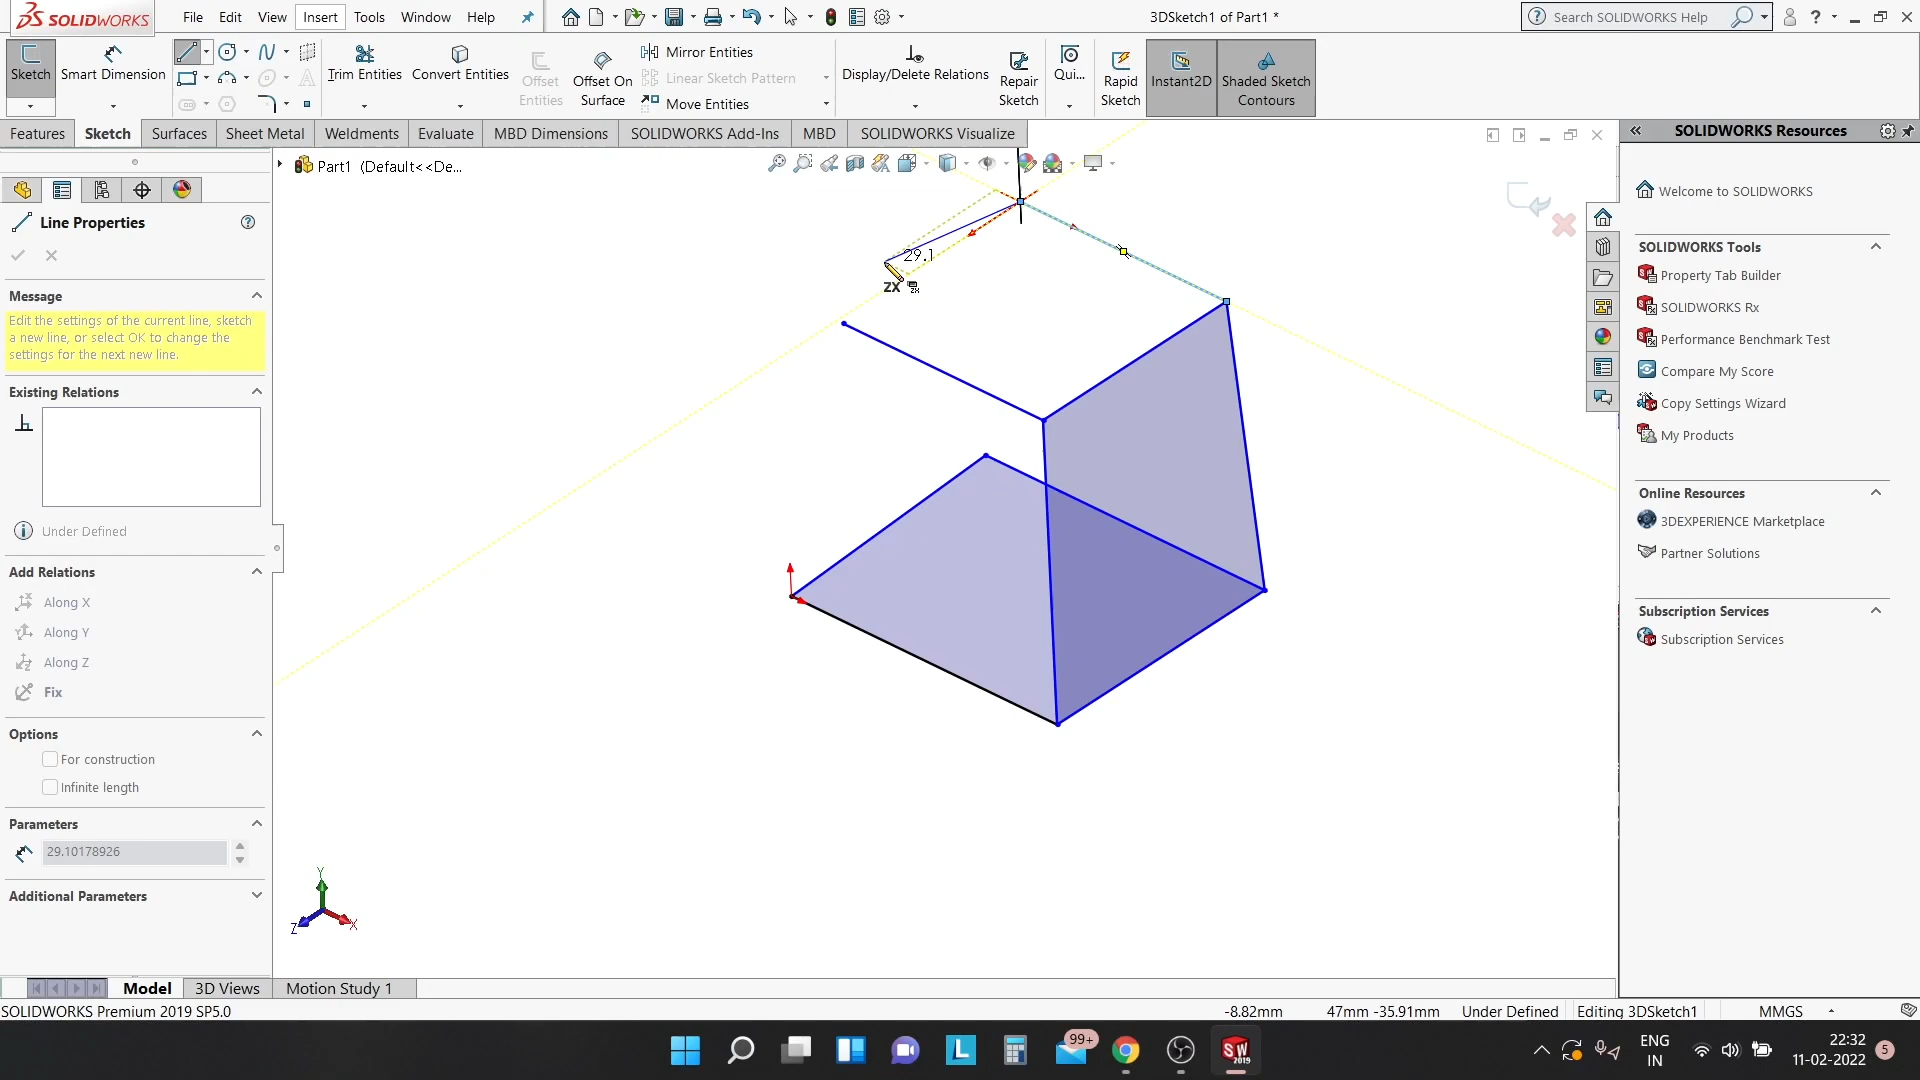 SOLIDWORKS
File Edit View Insert Tools Window Help
3DSketch1 of Part1 *
Search SOLIDWORKS Help
?
Sketch
Smart Dimension
Trim Entities
Convert Entities
Offset
Entities
Offset On
Surface
Mirror Entities
Linear Sketch Pattern
Move Entities
Display/Delete Relations
Repair
Sketch
Qui...
Rapid
Sketch
Instant2D
Shaded Sketch
Contours
Features Sketch Surfaces Sheet Metal Weldments Evaluate MBD Dimensions SOLIDWORKS Add-Ins MBD SOLIDWORKS Visualize
SOLIDWORKS Resources
Part1 (Default<<De...
Line Properties
Message
Edit the settings of the current line, sketch
a new line, or select OK to change the
settings for the next new line.
Existing Relations
Under Defined
Add Relations
Along X
Along Y
Along Z
Fix
Options
For construction
Infinite length
Parameters
29.10178926
Additional Parameters
29.1
ZX
Y
Z
X
Welcome to SOLIDWORKS
SOLIDWORKS Tools
Property Tab Builder
SOLIDWORKS Rx
Performance Benchmark Test
Compare My Score
Copy Settings Wizard
My Products
Online Resources
3DEXPERIENCE Marketplace
Partner Solutions
Subscription Services
Subscription Services
Model 3D Views Motion Study 1
SOLIDWORKS Premium 2019 SP5.0
-8.82mm 47mm -35.91mm Under Defined Editing 3DSketch1 MMGS
99+
L
SW
2019
ENG
IN
22:32
11-02-2022
5